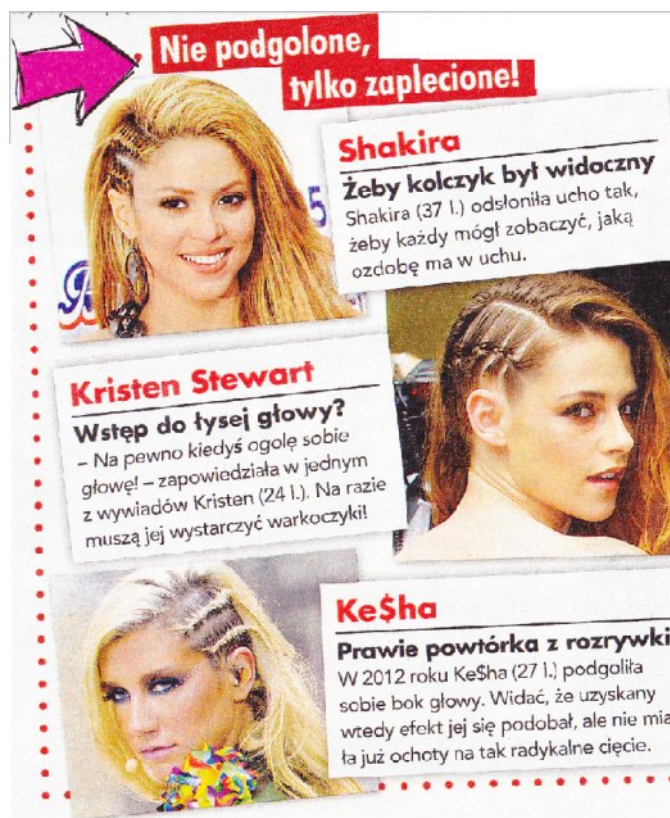 Nie podgolone,
tylko zaplecione!
Shakira
Żeby kolczyk był widoczny
Shakira (37 l.) odsłoniła ucho tak,
żeby każdy mógł zobaczyć, jaką
ozdobę ma w uchu.
5
B
Kristen Stewart
Wstęp do łysej głowy?
– Na pewno kiedyś ogolę sobie
głowę! – zapowiedziała w jednym
z wywiadów Kristen (24 l.). Na razie
muszą jej wystarczyć warkoczyki!
Ke$ha
Prawie powtórka z rozrywki
W 2012 roku Ke$ha (27 l.) podgoliła
sobie bok głowy. Widać, że uzyskany
wtedy efekt jej się podobał, ale nie mia
ła już ochoty na tak radykalne cięcie.